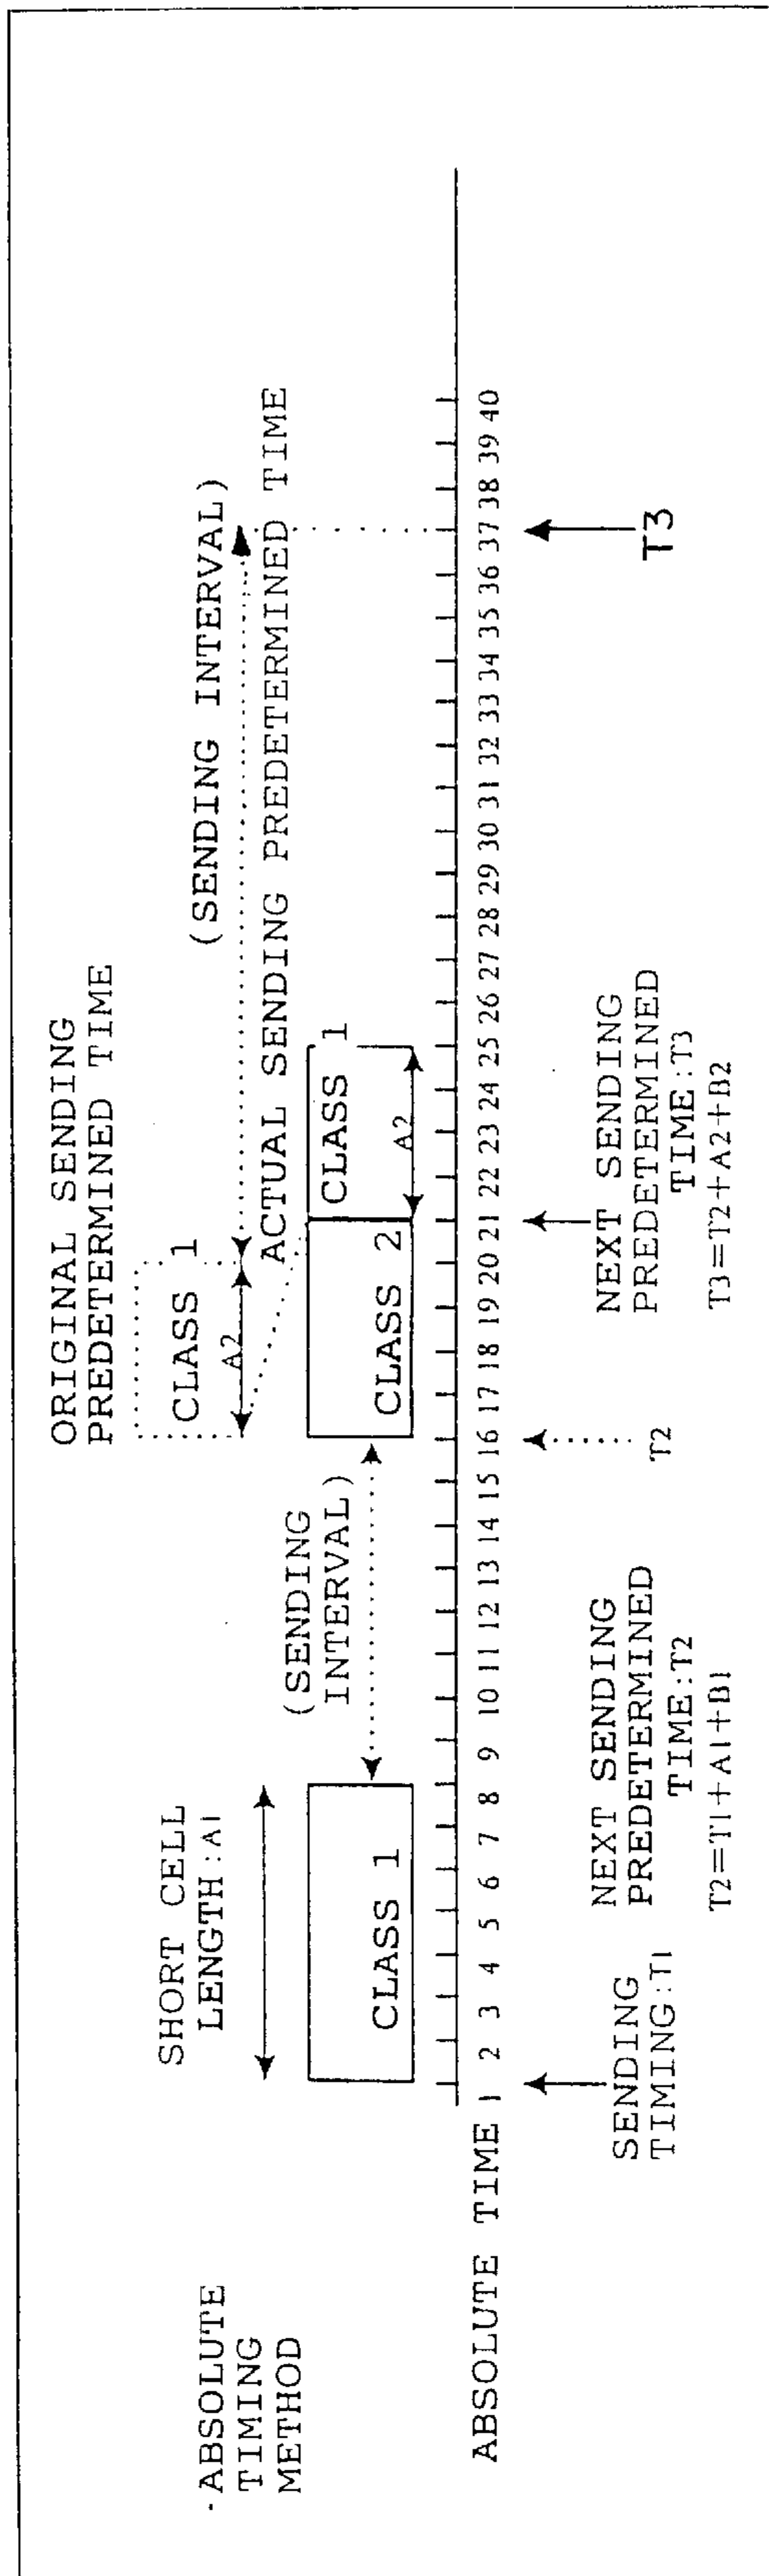 · ABSOLUTE
TIMING
METHOD
SHORT CELL
LENGTH:A1
ORIGINAL SENDING
PREDETERMINED TIME
(SENDING INTERVAL)
(SENDING
INTERVAL)
CLASS 1
A2
ACTUAL SENDING PREDETERMINED TIME
CLASS 1
CLASS 2
CLASS 1
A2
ABSOLUTE TIME 1 2 3 4 5 6 7 8 9 10 11 12 13 14 15 16 17 18 19 20 21 22 23 24 25 26 27 28 29 30 31 32 33 34 35 36 37 38 39 40
SENDING
TIMING:T1
NEXT SENDING
PREDETERMINED
TIME:T2
T2=T1+A1+B1
T2
NEXT SENDING
PREDETERMINED
TIME:T3
T3=T2+A2+B2
T3